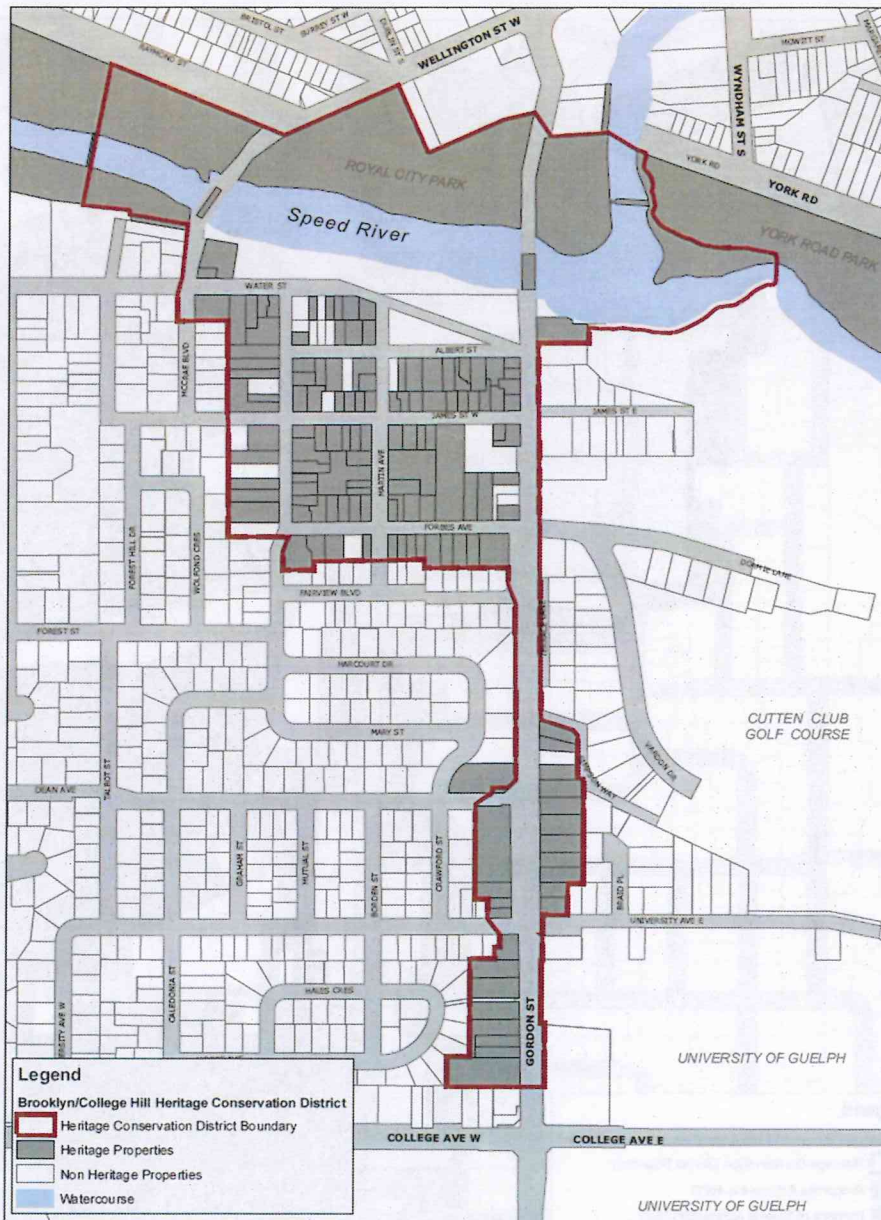 BRISTOL ST
SURREY ST W
WELLINGTON ST W
RAYMOND ST
HOWITT ST
WYNDHAM ST S
YORK RD
YORK RD
ROYAL CITY PARK
YORK ROAD PARK
Speed River
WATER ST
MCCRAE BLVD
ALBERT ST
JAMES ST W
JAMES ST E
MARTIN AVE
FORBES AVE
FOREST HILL DR
WOLFOND CRES
FAIRVIEW BLVD
DORMIE LANE
FOREST ST
HARCOURT DR
MARY ST
VARDON DR
CUTTEN CLUB
GOLF COURSE
DEAN AVE
TALBOT ST
GRAHAM ST
MUTUAL ST
BORDEN ST
CRAWFORD ST
BRAID PL
UNIVERSITY AVE E
CALEDONIA ST
HALES CRES
GORDON ST
UNIVERSITY OF GUELPH
Legend
Brooklyn/College Hill Heritage Conservation District
Heritage Conservation District Boundary
Heritage Properties
Non Heritage Properties
Watercourse
COLLEGE AVE W
COLLEGE AVE E
UNIVERSITY OF GUELPH